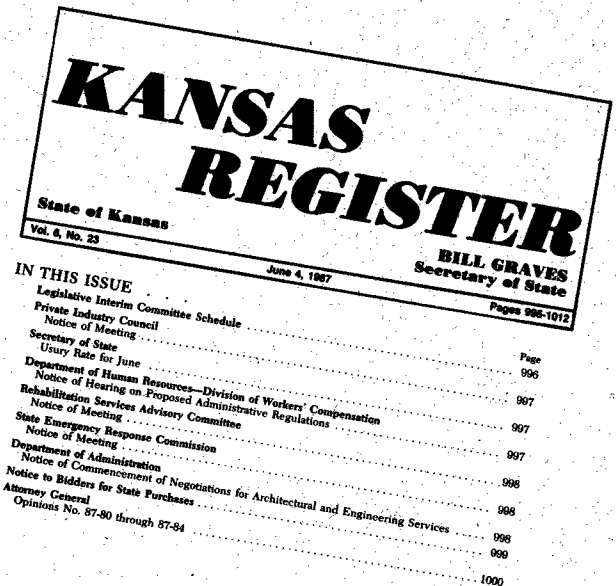 KANSAS
REGISTER
State of Kansas
BILL GRAVES
Secretary of State
Vol. 6, No. 23 June 4, 1987 Pages 995-1012
IN THIS ISSUE Page
Legislative Interim Committee Schedule 996
Private Industry Council
Notice of Meeting 997
Secretary of State
Usury Rate for June 997
Department of Human Resources—Division of Workers' Compensation
Notice of Hearing on Proposed Administrative Regulations 997
Rehabilitation Services Advisory Committee
Notice of Meeting 998
State Emergency Response Commission
Notice of Meeting 998
Department of Administration
Notice of Commencement of Negotiations for Architectural and Engineering Services 998
Notice to Bidders for State Purchases 999
Attorney General
Opinions No. 87-80 through 87-84 1000